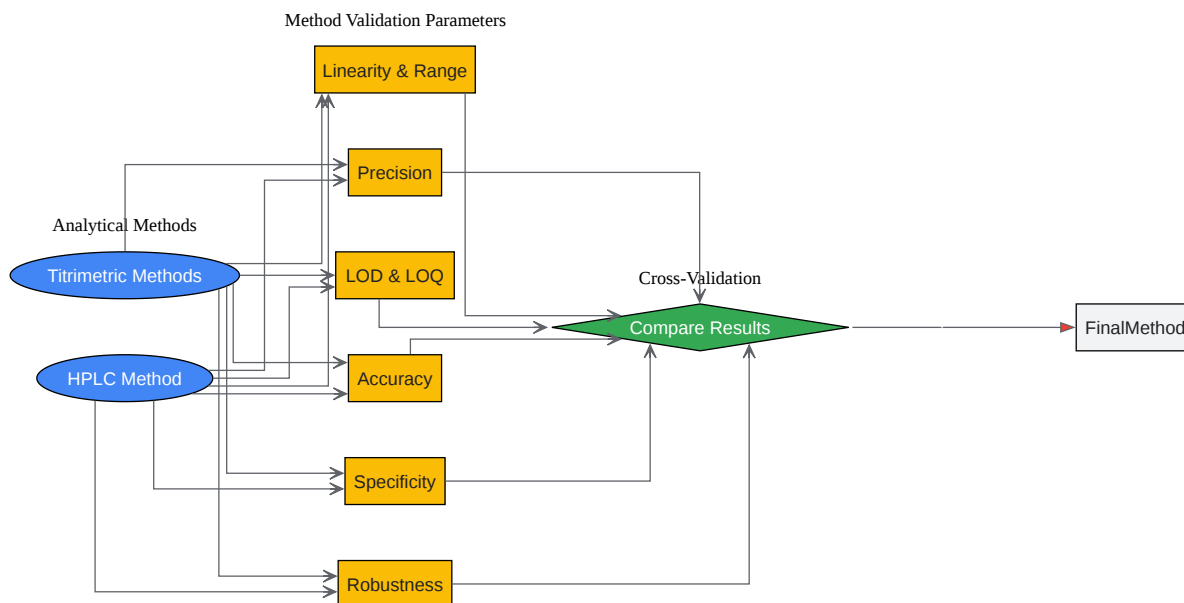 Method Validation Parameters
Linearity & Range
Precision
Analytical Methods
Titrimetric Methods
LOD & LOQ
Cross-Validation
Compare Results
FinalMethod
HPLC Method
Accuracy
Specificity
Robustness